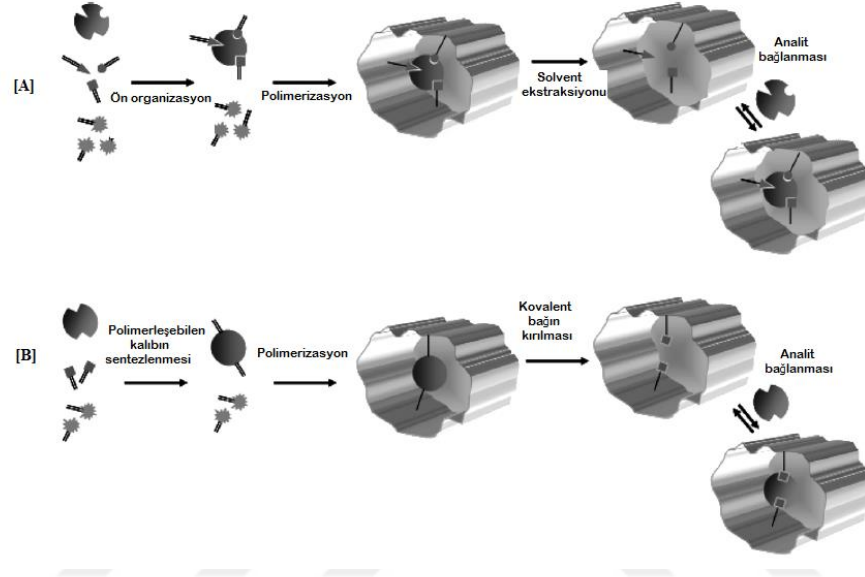 [A]
Ön organizasyon
Polimerizasyon
Solvent
ekstraksiyonu
Analit
bağlanması
[B]
Polimerleşebilen
kalıbın
sentezlenmesi
Polimerizasyon
Kovalent
bağın
kırılması
Analit
bağlanması